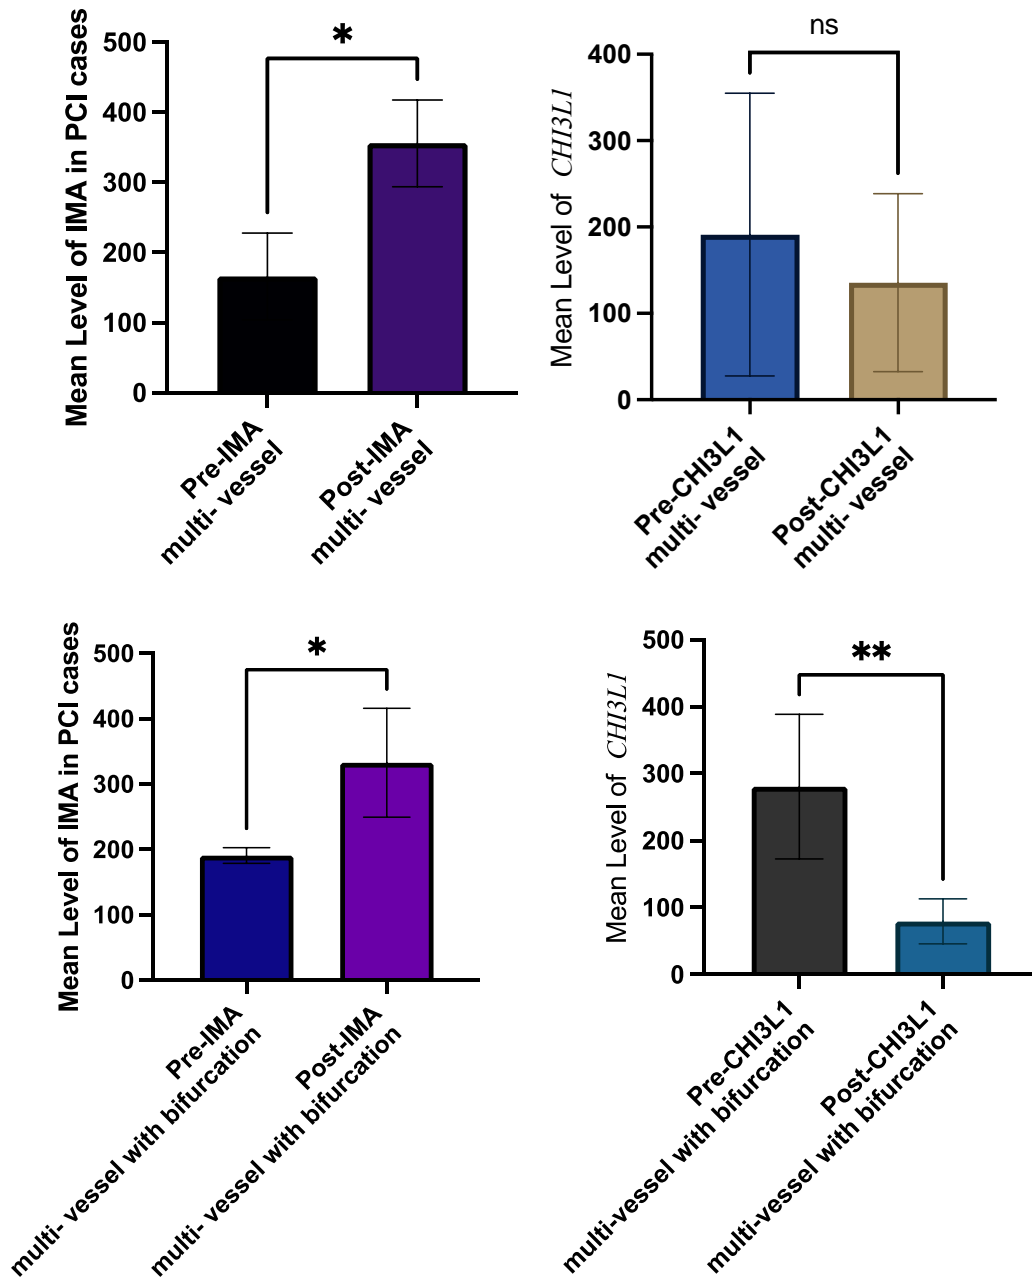 Mean Level of IMA in PCI cases
500
400
300
200
100
0
*
Pre-IMA
multi- vessel
Post-IMA
multi- vessel
Mean Level of CHI3L1
400
300
200
100
0
ns
Pre-CHI3L1
multi- vessel
Post-CHI3L1
multi- vessel
Mean Level of IMA in PCI cases
500
400
300
200
100
0
*
Pre-IMA
multi- vessel with bifurcation
Post-IMA
multi- vessel with bifurcation
Mean Level of CHI3L1
500
400
300
200
100
0
**
Pre-CHI3L1
multi-vessel with bifurcation
Post-CHI3L1
multi-vessel with bifurcation